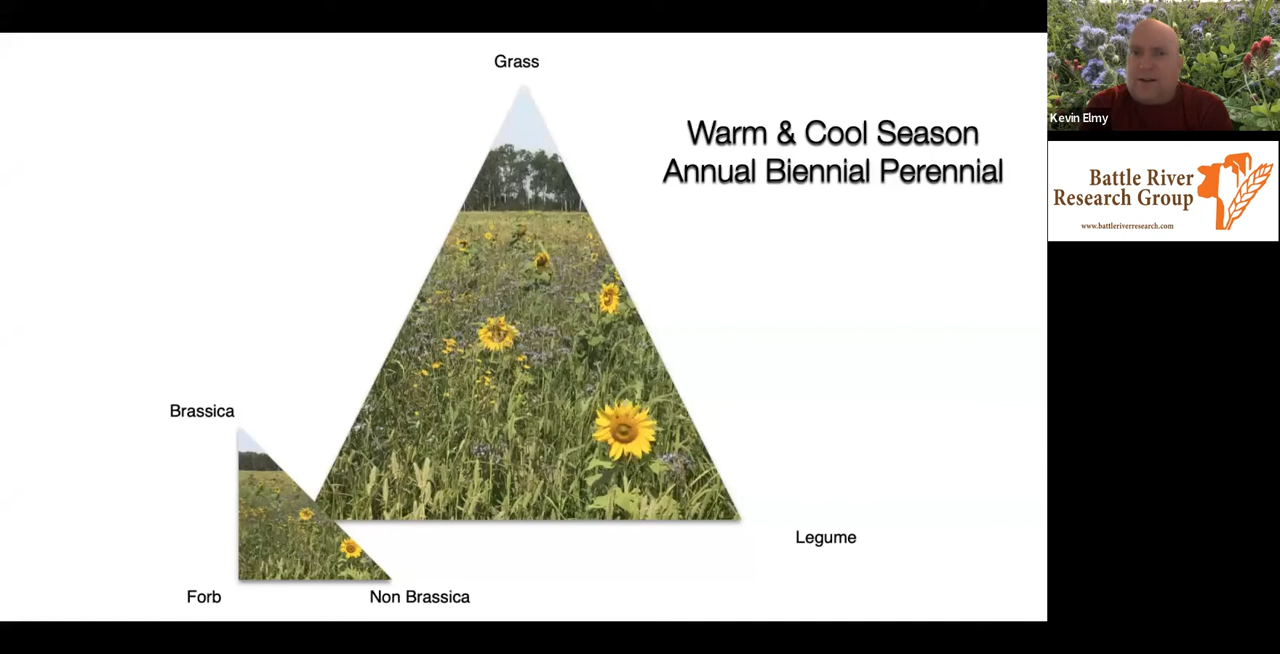 Grass
Warm & Cool Season
Annual Biennial Perennial
Brassica
Legume
Forb
Non Brassica
Kevin Elmy
Battle River
Research Group
www.battleriverresearch.com